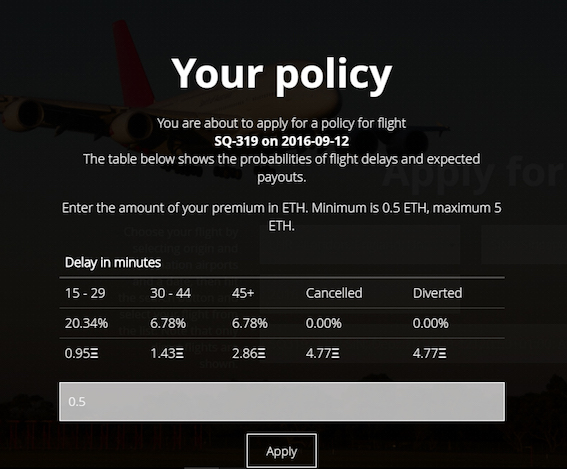 Your policy
You are about to apply for a policy for flight
SQ-319 on 2016-09-12
The table below shows the probabilities of flight delays and expected
payouts.
Enter the amount of your premium in ETH. Minimum is 0.5 ETH, maximum 5
ETH.
Delay in minutes
15 - 29 30 - 44 45+ Cancelled Diverted
20.34% 6.78% 6.78% 0.00% 0.00%
0.95Ξ 1.43Ξ 2.86Ξ 4.77Ξ 4.77Ξ
0.5
Apply
Apply for